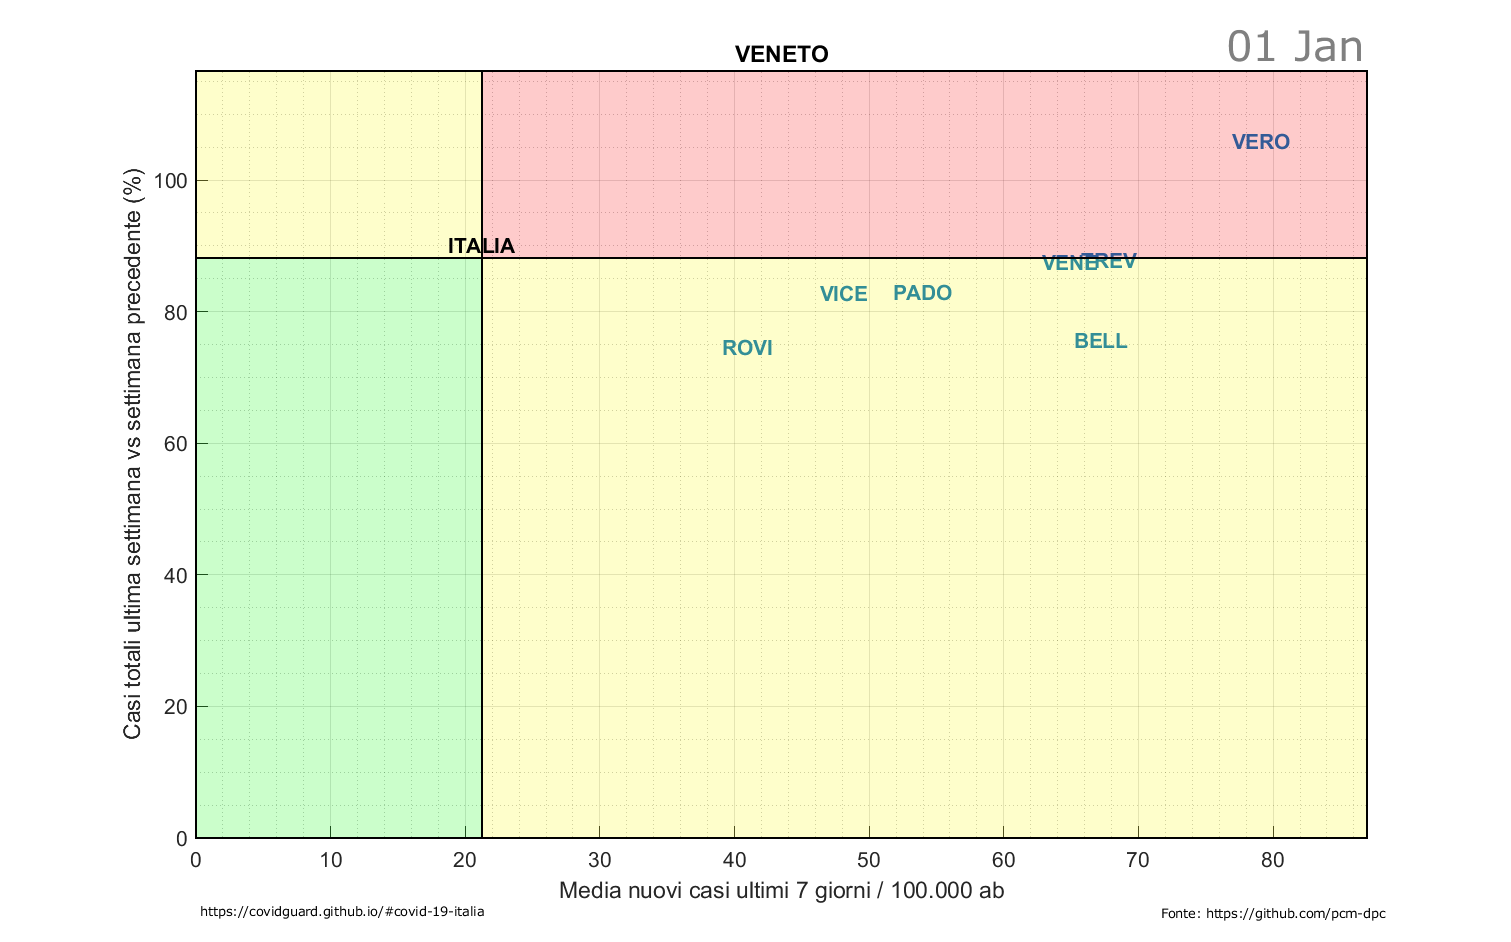 01 Jan
VENETO
VERO
100
ITALIA
VENE
TREV
VICE
PADO
80
BELL
ROVI
60
40
20
0
Casi totali ultima settimana vs settimana precedente (%)
0 10 20 30 40 50 60 70 80
Media nuovi casi ultimi 7 giorni / 100.000 ab
https://covidguard.github.io/#covid-19-italia
Fonte: https://github.com/pcm-dpc